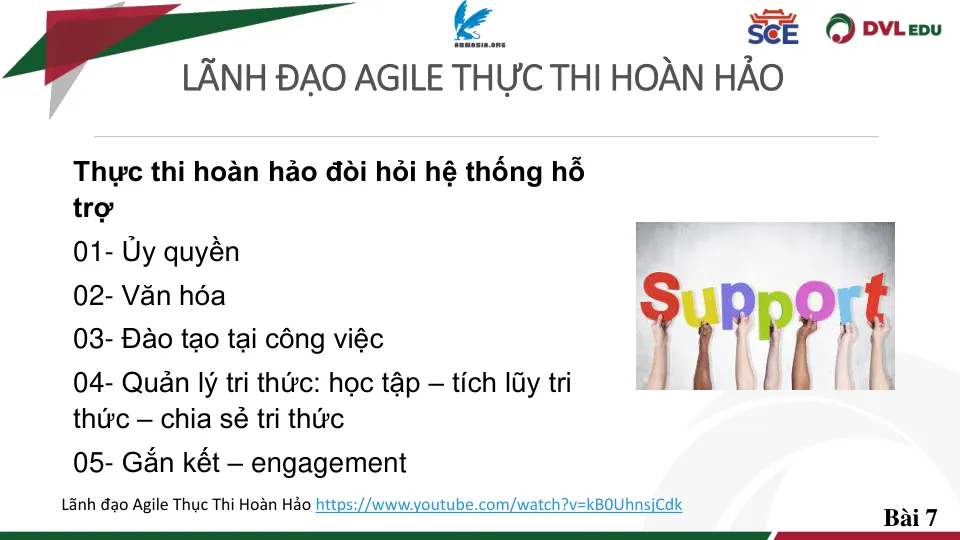 ARMASIA.ORG
SCE
DVL EDU
LÃNH ĐẠO AGILE THỰC THI HOÀN HẢO
Thực thi hoàn hảo đòi hỏi hệ thống hỗ
trợ
01- Ủy quyền
02- Văn hóa
03- Đào tạo tại công việc
04- Quản lý tri thức: học tập – tích lũy tri
thức – chia sẻ tri thức
05- Gắn kết – engagement
Support
Lãnh đạo Agile Thục Thi Hoàn Hảo https://www.youtube.com/watch?v=kB0UhnsjCdk
Bài 7